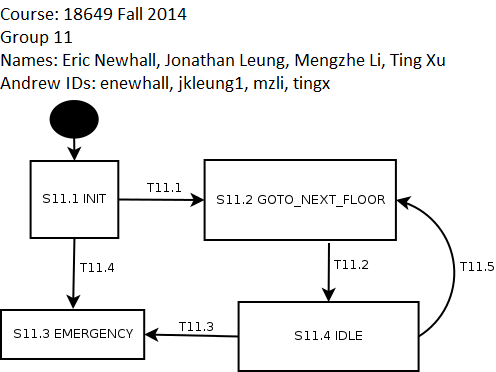 Course: 18649 Fall 2014
Group 11
Names: Eric Newhall, Jonathan Leung, Mengzhe Li, Ting Xu
Andrew IDs: enewhall, jkleung1, mzli, tingx
T11.1
S11.1 INIT
S11.2 GOTO_NEXT_FLOOR
T11.4
T11.2
T11.5
T11.3
S11.3 EMERGENCY
S11.4 IDLE